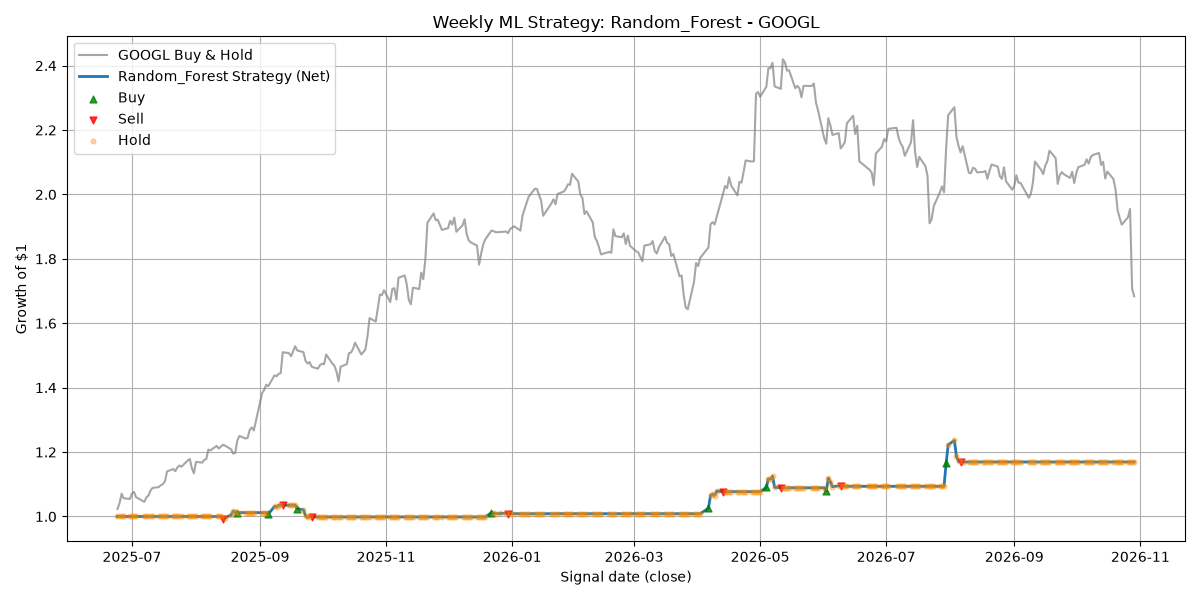 Weekly ML Strategy: Random_Forest - GOOGL
GOOGL Buy & Hold
Random_Forest Strategy (Net)
Buy
Sell
Hold
Growth of $1
2.4
2.2
2.0
1.8
1.6
1.4
1.2
1.0
2025-07
2025-09
2025-11
2026-01
2026-03
2026-05
2026-07
2026-09
2026-11
Signal date (close)